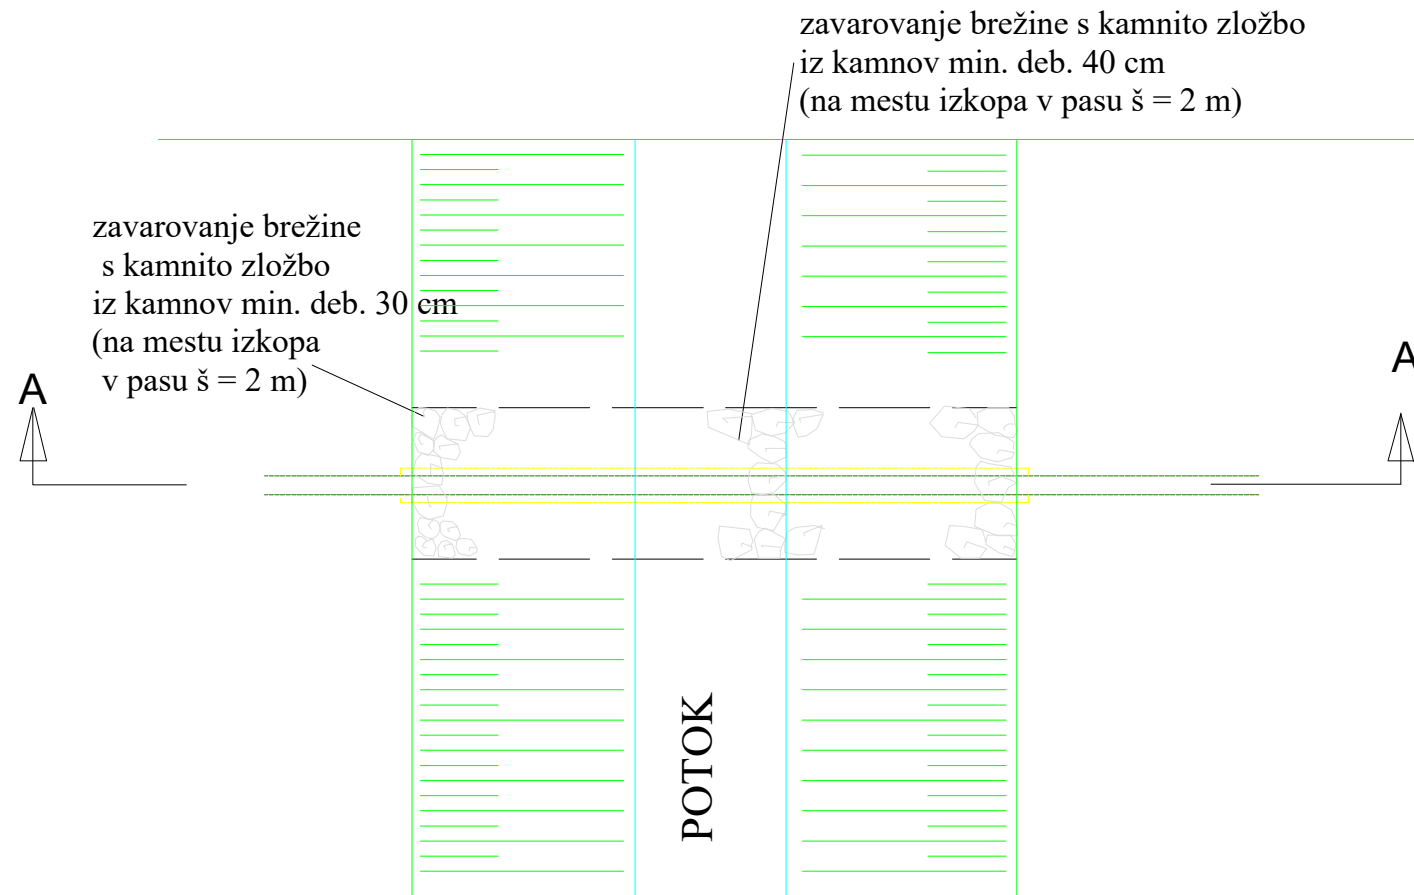 zavarovanje brežine s kamnito zložbo
iz kamnov min. deb. 40 cm
(na mestu izkopa v pasu š = 2 m)
zavarovanje brežine
s kamnito zložbo
iz kamnov min. deb. 30 cm
(na mestu izkopa
v pasu š = 2 m)
A
A
POTOK